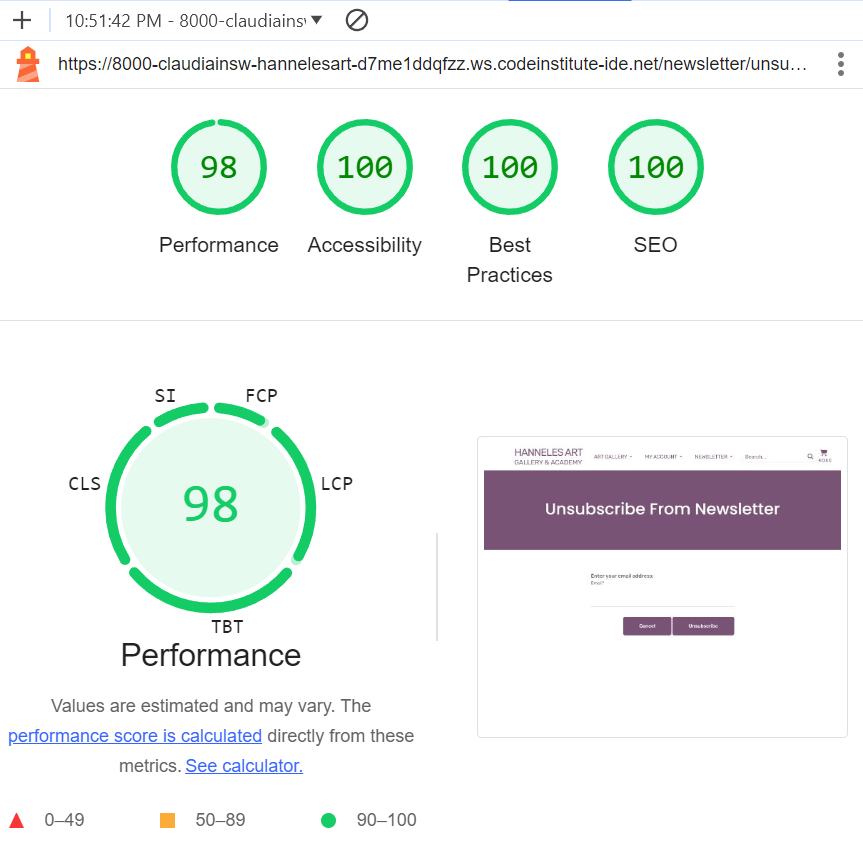 10:51:42 PM - 8000-claudiains
https://8000-claudiainsw-hannelesart-d7me1ddqfzz.ws.codeinstitute-ide.net/newsletter/unsu…
98
100
100
100
Performance
Accessibility
Best
Practices
SEO
SI
FCP
CLS
LCP
98
TBT
Performance
Values are estimated and may vary. The
performance score is calculated directly from these
metrics. See calculator.
0–49
50–89
90–100
HANNELES ART
GALLERY & ACADEMY
ART GALLERY
MY ACCOUNT
NEWSLETTER
Search...
Unsubscribe From Newsletter
Enter your email address
Email*
Cancel
Unsubscribe